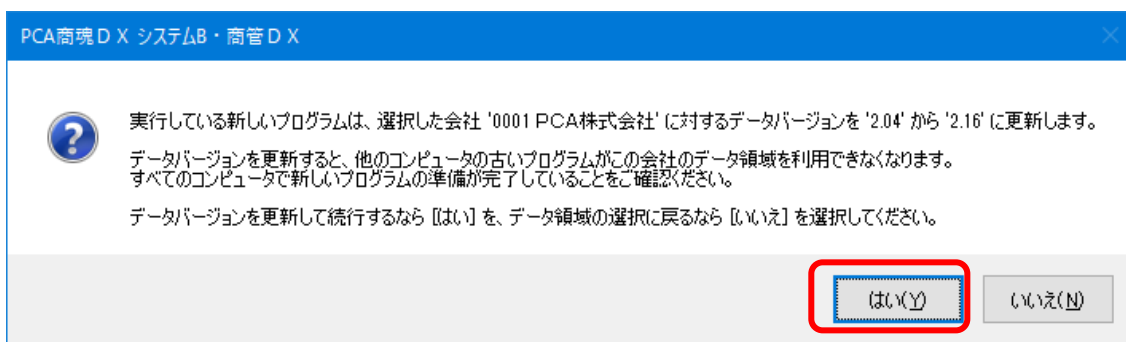 PCA商魂ＤＸ システムB・商管ＤＸ
実行している新しいプログラムは、選択した会社 '0001 PCA株式会社' に対するデータバージョンを '2.04' から '2.16' に更新します。
データバージョンを更新すると、他のコンピュータの古いプログラムがこの会社のデータ領域を利用できなくなります。
すべてのコンピュータで新しいプログラムの準備が完了していることをご確認ください。
データバージョンを更新して続行するなら [はい] を、データ領域の選択に戻るなら [いいえ] を選択してください。
はい(Y)
いいえ(N)